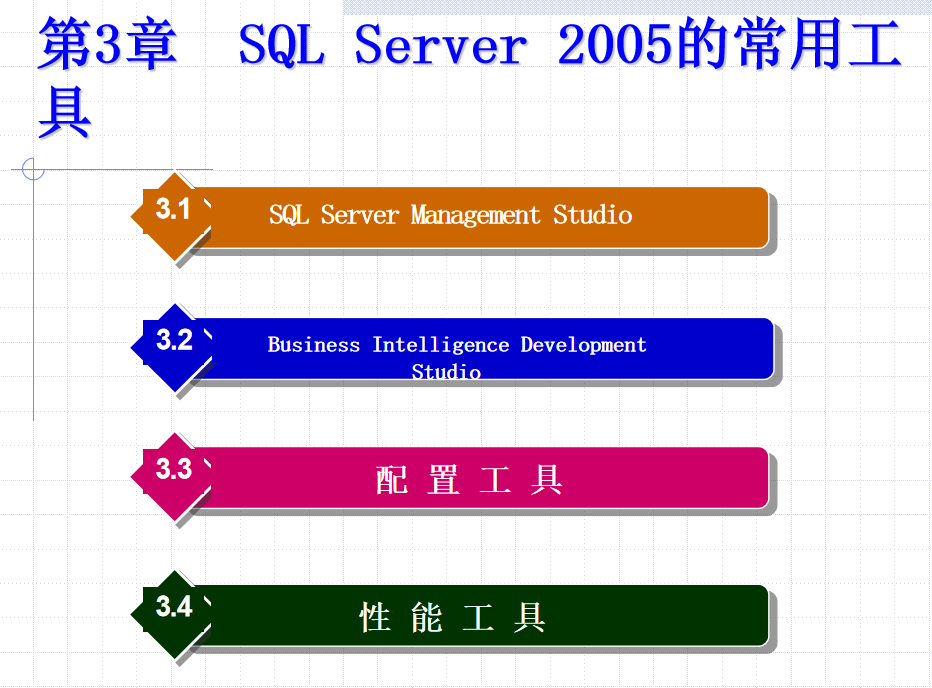 第3章  SQL Server 2005的常用工
具
3.1 SQL Server Management Studio
3.2 Business Intelligence Development
Studio
3.3 配 置 工 具
3.4 性 能 工 具